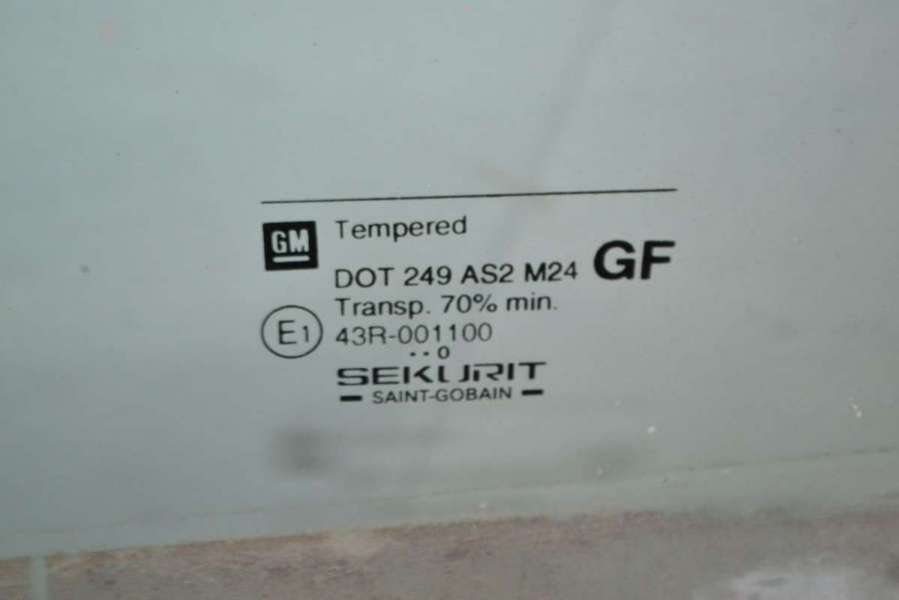 GM Tempered
DOT 249 AS2 M24 GF
Transp. 70% min.
E1 43R-001100
..0
SEKURIT
SAINT-GOBAIN